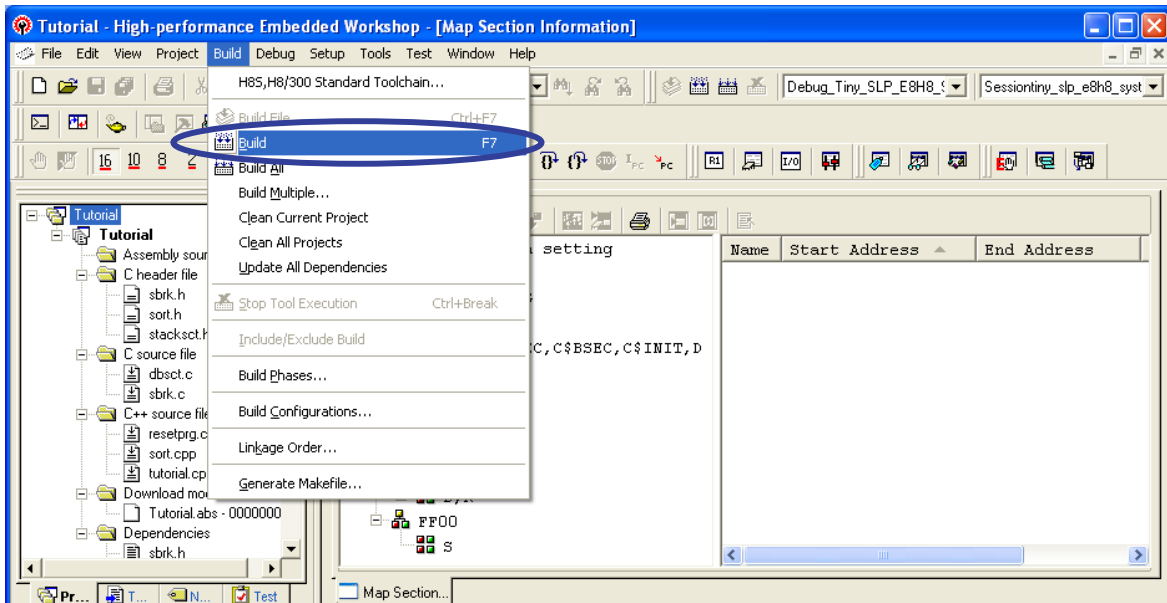 Tutorial - High-performance Embedded Workshop - [Map Section Information]
File Edit View Project Build Debug Setup Tools Test Window Help
Debug_Tiny_SLP_E8H8_ Sessiontiny_slp_e8h8_syst
16 10 8 2
H8S,H8/300 Standard Toolchain...
Build File Ctrl+F7
Build F7
Build All
Build Multiple...
Clean Current Project
Clean All Projects
Update All Dependencies
Stop Tool Execution Ctrl+Break
Include/Exclude Build
Build Phases...
Build Configurations...
Linkage Order...
Generate Makefile...
Tutorial
Tutorial
Assembly sour
C header file
sbrk.h
sort.h
stacksct.h
C source file
dbsct.c
sbrk.c
C++ source file
resetprg.c
sort.cpp
tutorial.cp
Download mo
Tutorial.abs - 0000000
Dependencies
sbrk.h
setting
C,C$BSEC,C$INIT,D
FF00
S
Name Start Address End Address
Pr... T... N... Test
Map Section...